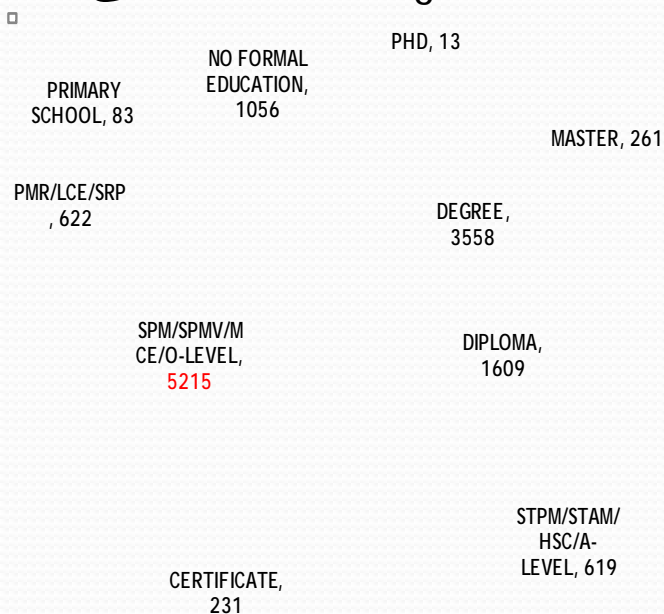 PHD, 13
NO FORMAL
EDUCATION,
1056
PRIMARY
SCHOOL, 83
MASTER, 261
PMR/LCE/SRP
, 622
DEGREE,
3558
SPM/SPMV/M
CE/O-LEVEL,
5215
DIPLOMA,
1609
STPM/STAM/
HSC/A-
LEVEL, 619
CERTIFICATE,
231